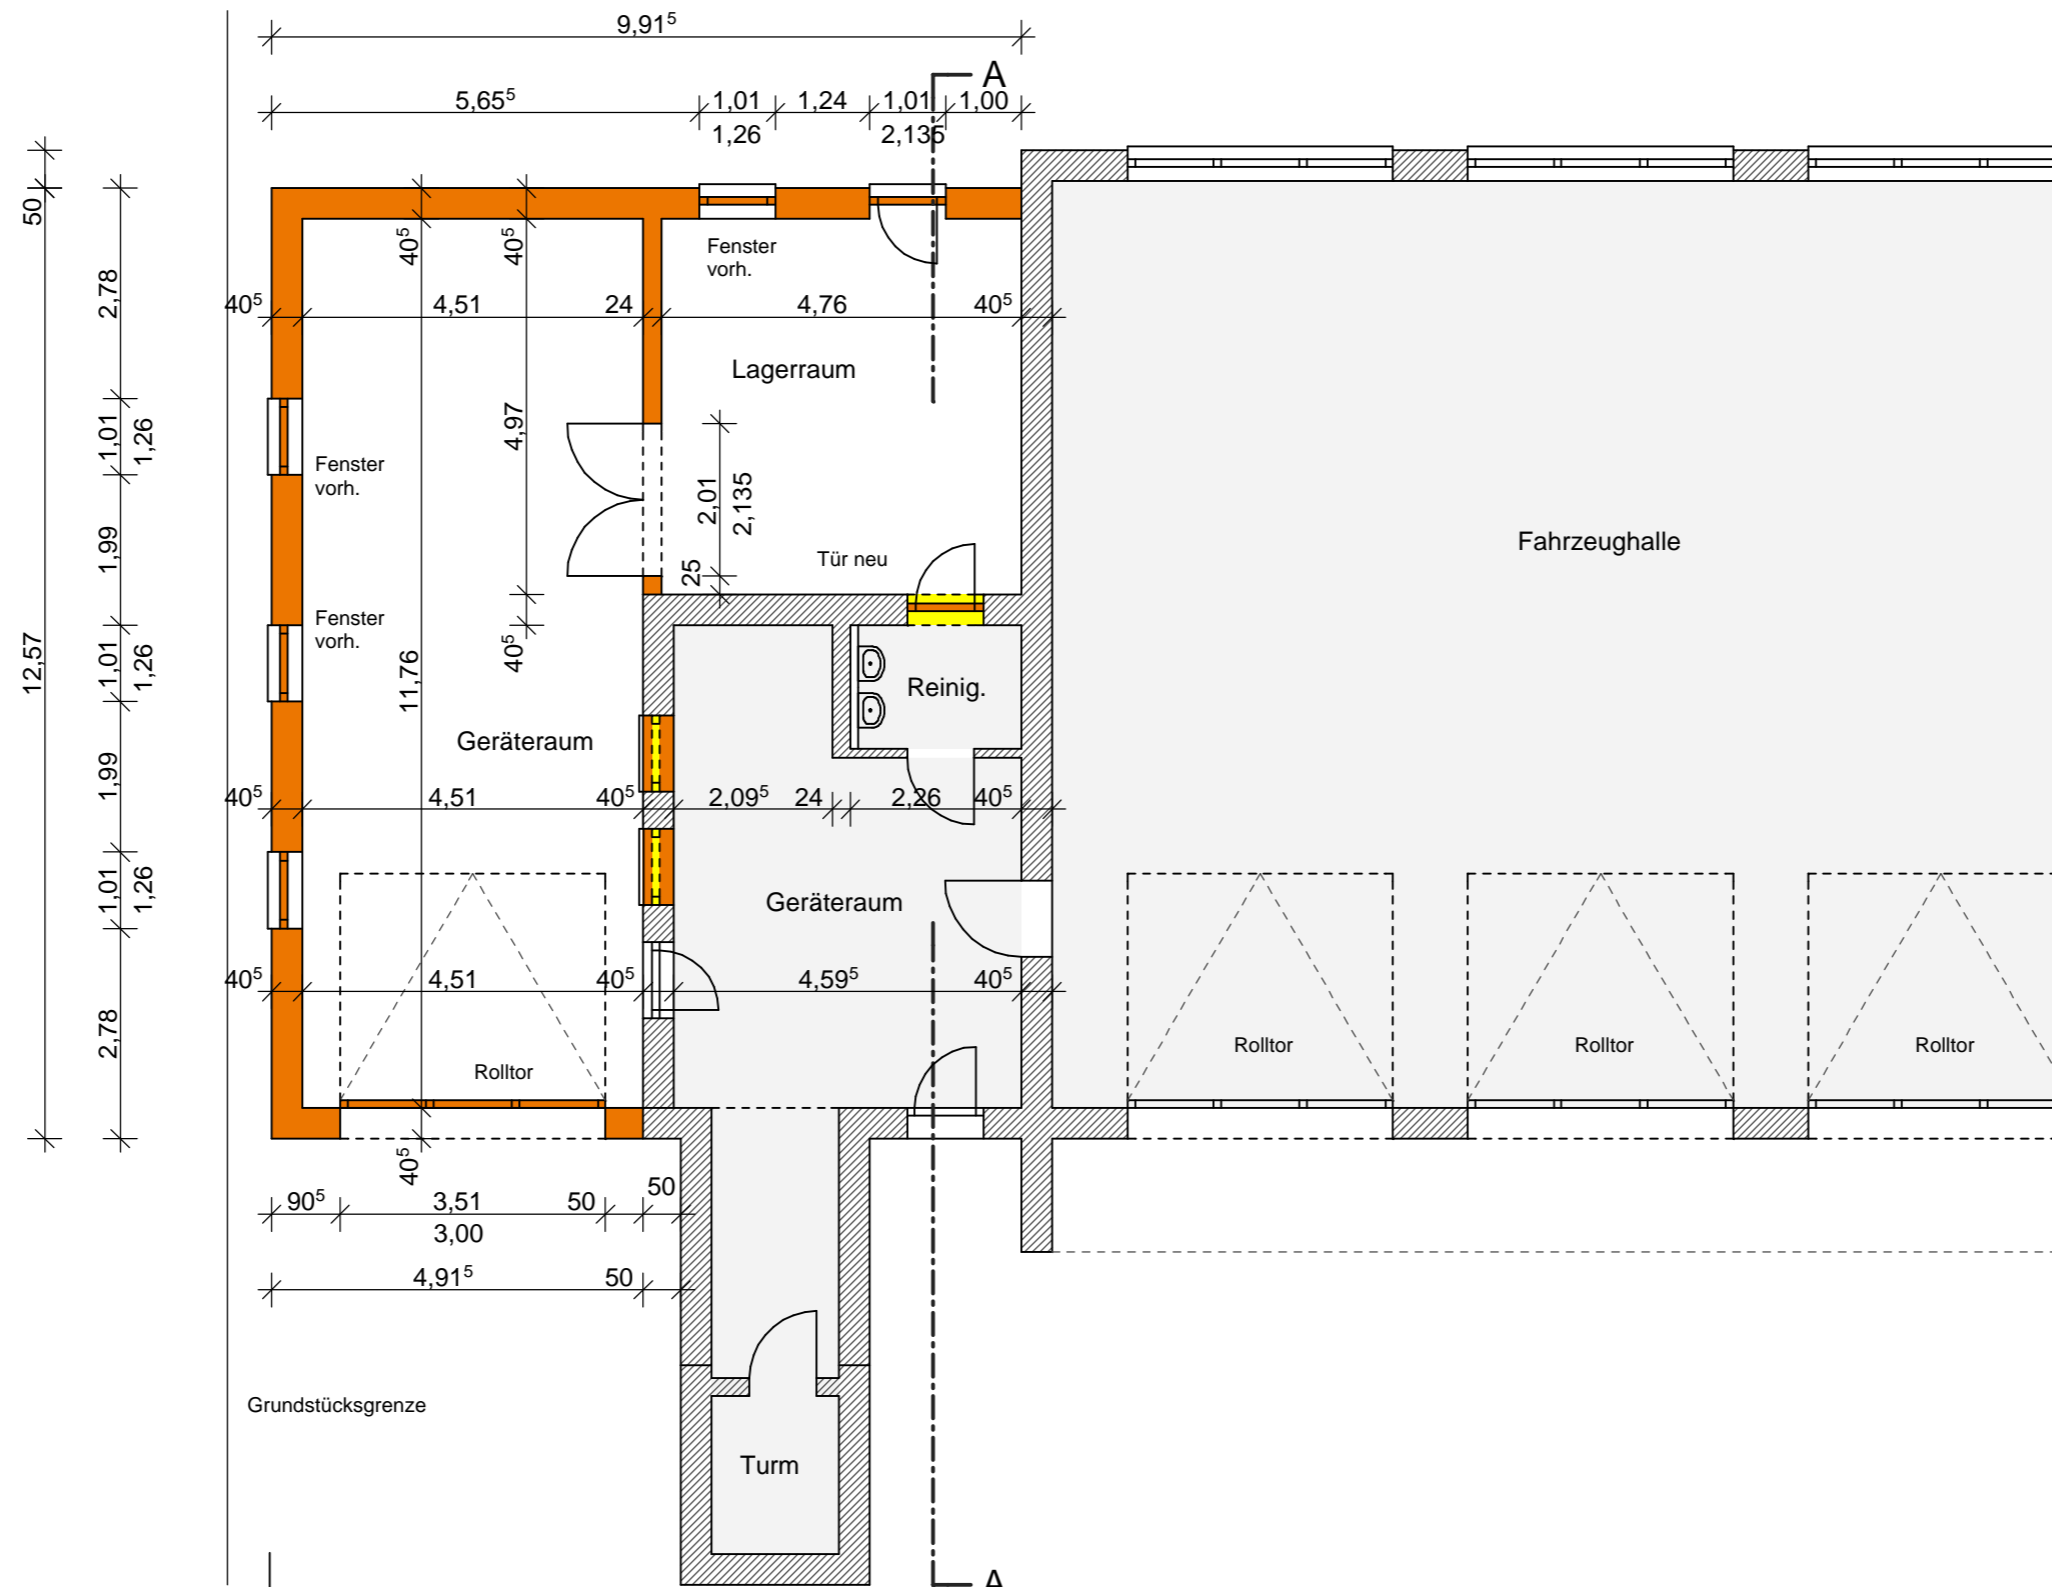 9,91⁵
A
5,65⁵ 1,01 1,24 1,01 1,00
1,26 2,135
50
40⁵ 40⁵
Fenster
vorh.
2,78
40⁵ 4,51 24 4,76 40⁵
Lagerraum
4,97
1,01
1,26
Fenster
vorh.
2,01
2,135
1,99
Fahrzeughalle
Tür neu
25
Fenster
vorh.
12,57
1,01
1,26
40⁵
11,76
Reinig.
Geräteraum
1,99
40⁵ 4,51 40⁵ 2,09⁵ 24 2,26 40⁵
1,01
1,26
Geräteraum
40⁵ 4,51 40⁵ 4,59⁵ 40⁵
2,78
Rolltor
Rolltor
Rolltor
Rolltor
40⁵
90⁵ 3,51 50 50
3,00
4,91⁵ 50
Grundstücksgrenze
Turm
A